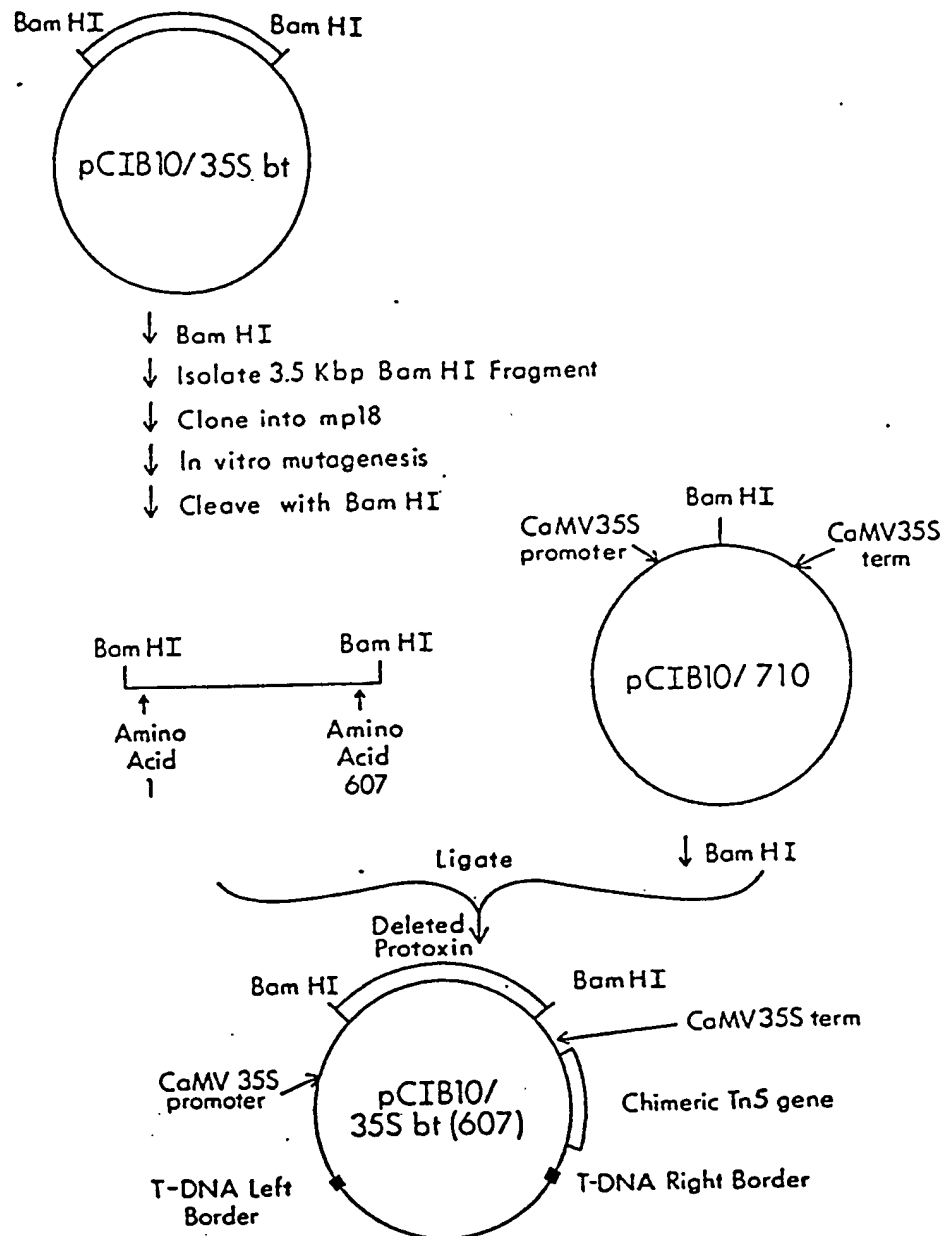 Bam HI
Bam HI
pCIB10/35S bt
↓ Bam HI
↓ Isolate 3.5 Kbp Bam HI Fragment
↓ Clone into mp18
↓ In vitro mutagenesis
↓ Cleave with Bam HI
Bam HI
CaMV35S
promoter
CaMV35S
term
pCIB10/710
Bam HI
Bam HI
Amino
Acid
1
Amino
Acid
607
↓ Bam HI
Ligate
Deleted
Protoxin
Bam HI
Bam HI
CaMV35S term
CaMV 35S
promoter
pCIB10/
35S bt (607)
Chimeric Tn5 gene
T-DNA Left
Border
T-DNA Right Border